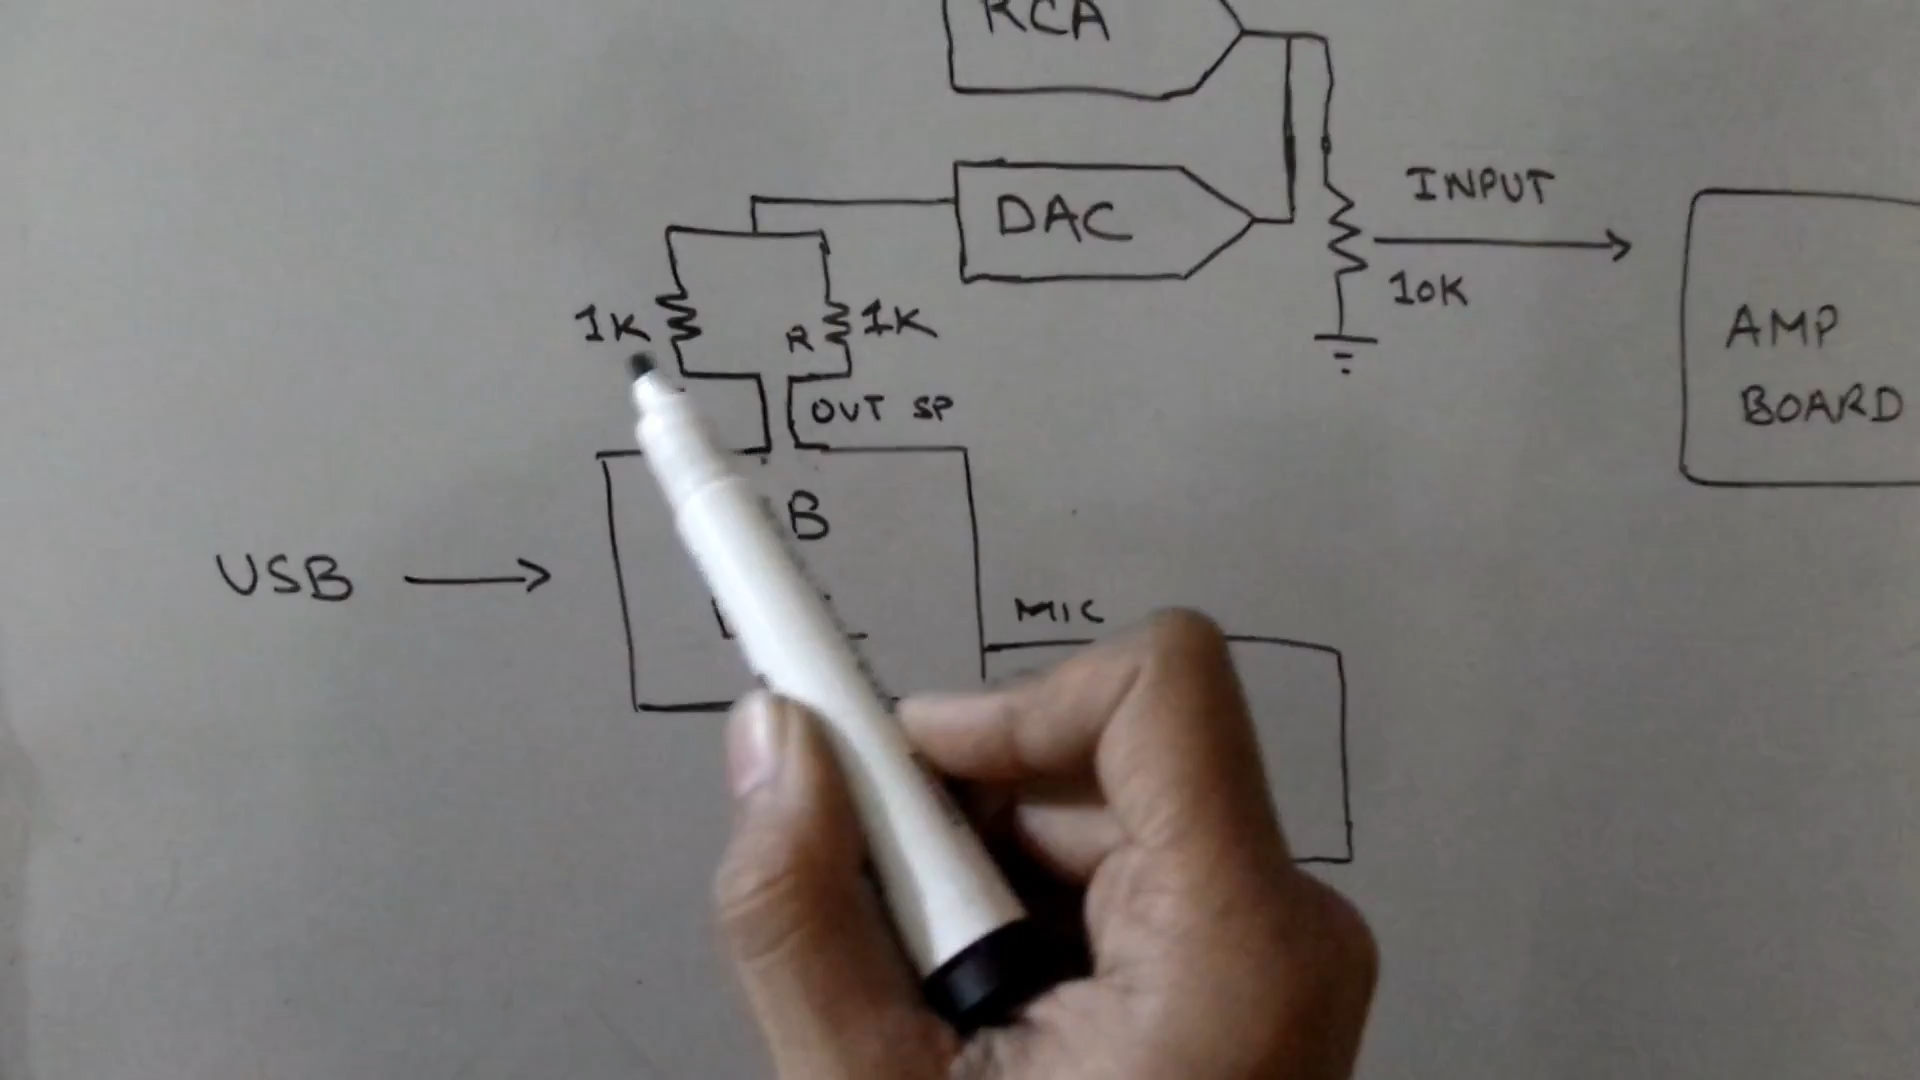 RCA
DAC
INPUT
10K
1K
R
1K
OUT SP
AMP
BOARD
B
USB
MIC